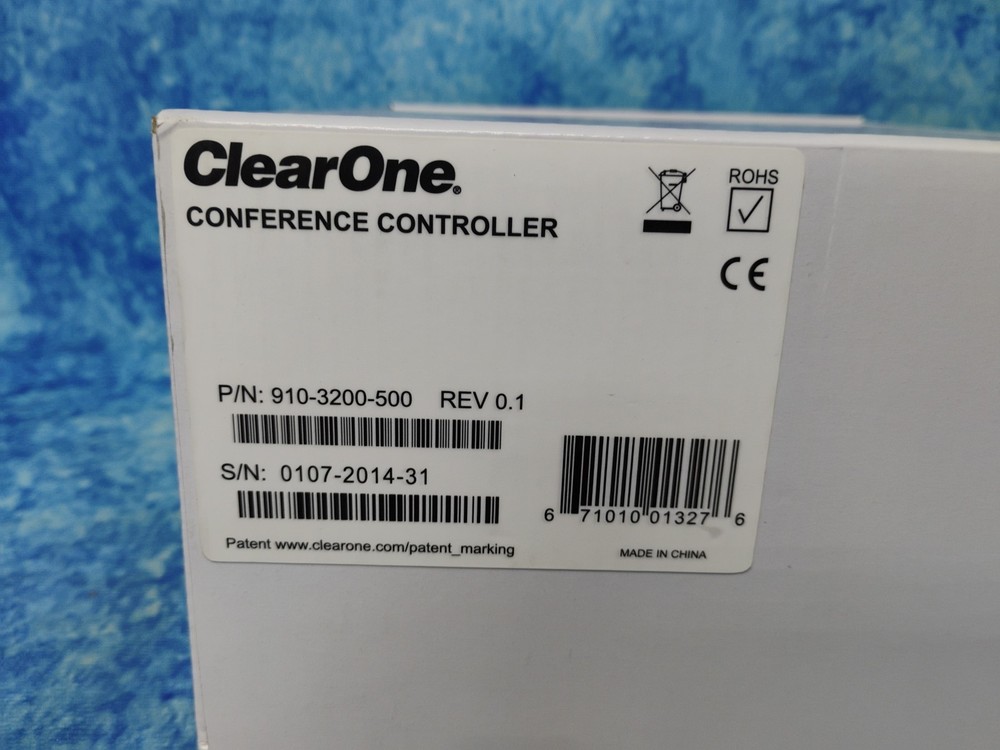 ClearOne®
CONFERENCE CONTROLLER
ROHS
CE
P/N: 910-3200-500 REV 0.1
S/N: 0107-2014-31
6 71010 01327 6
Patent www.clearone.com/patent_marking
MADE IN CHINA